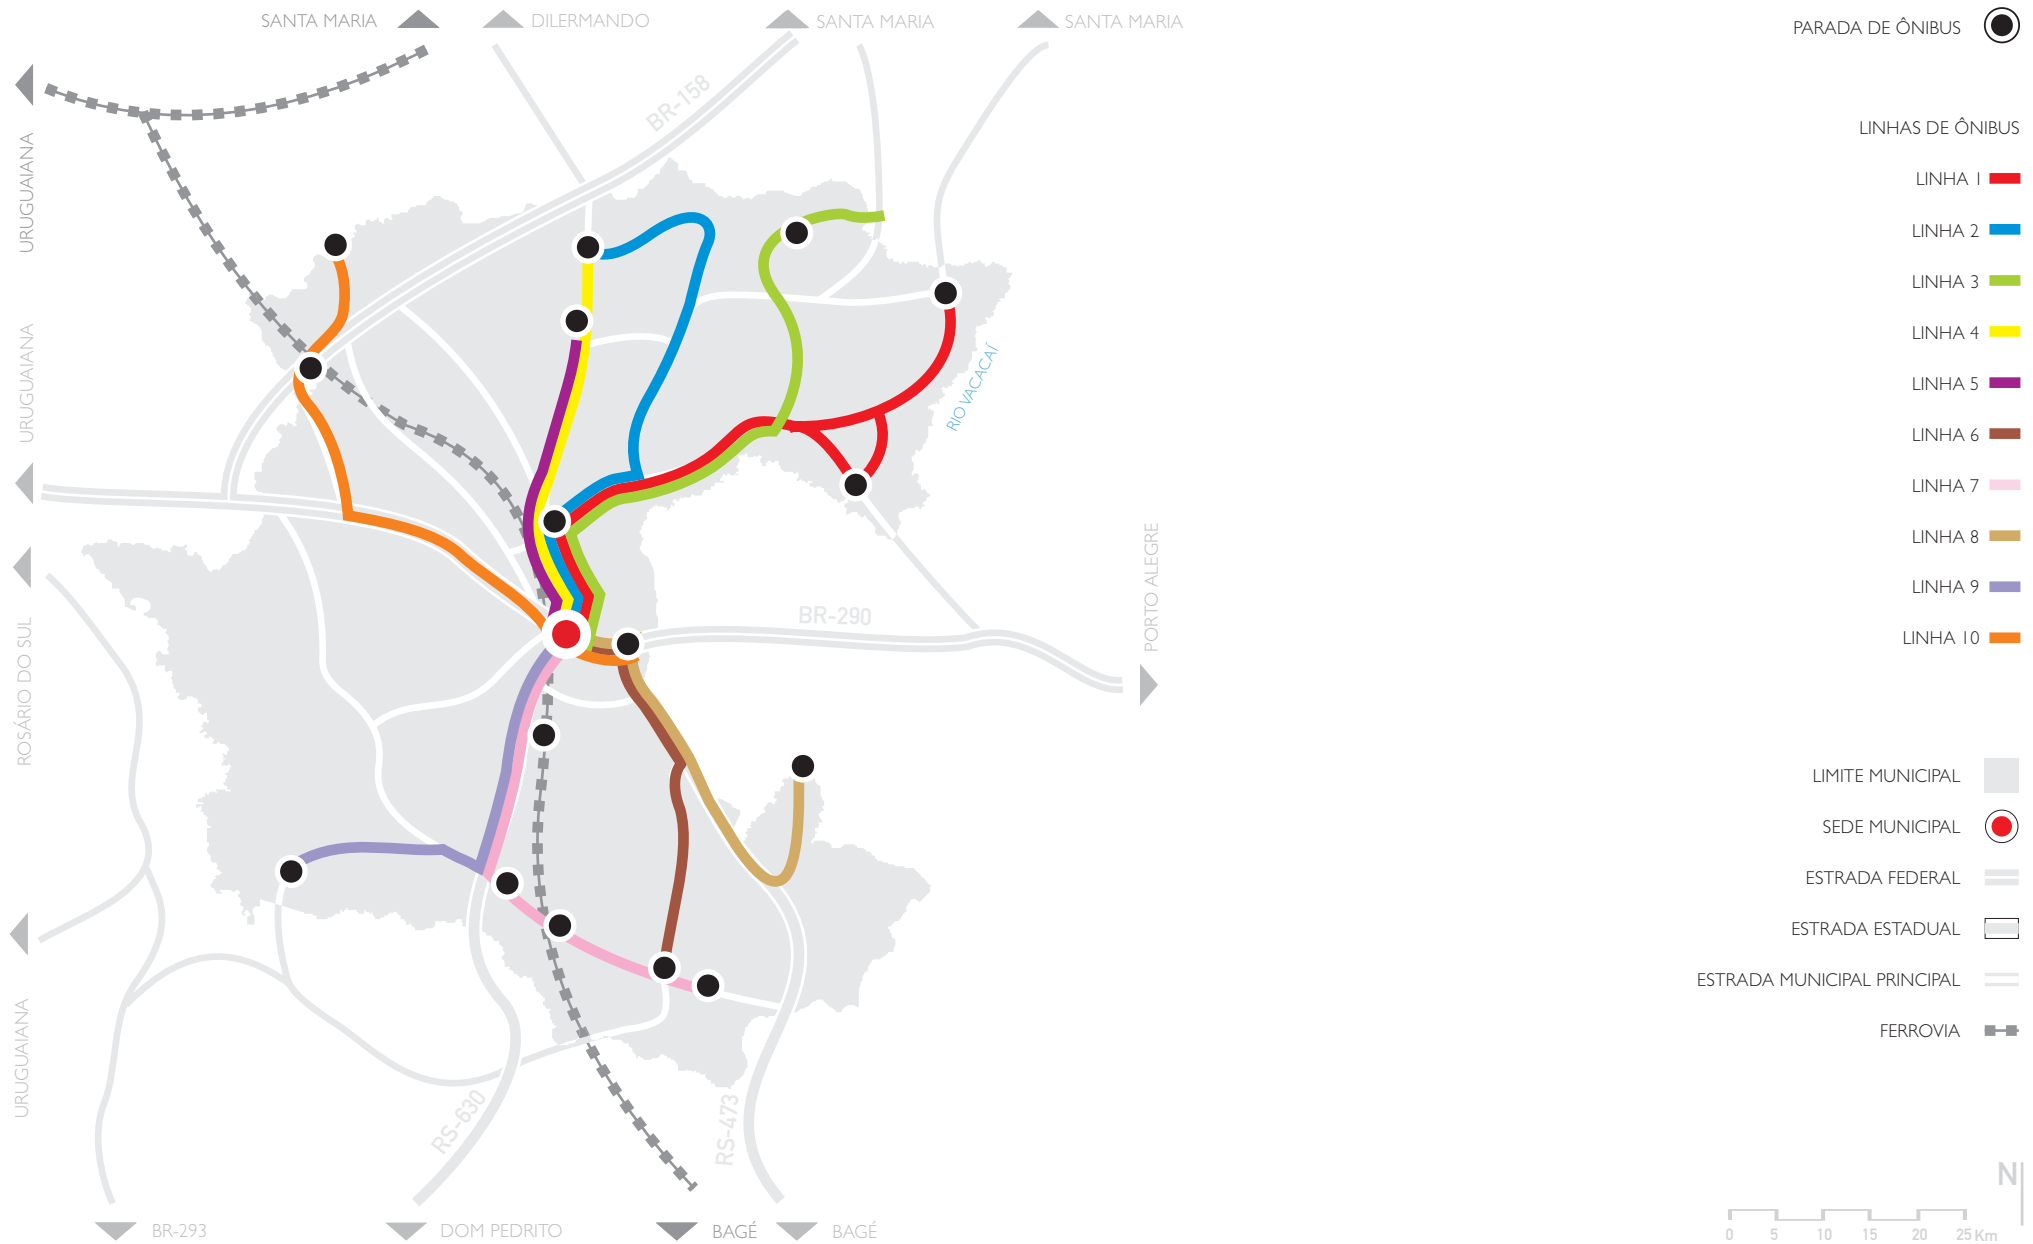 SANTA MARIA
DILERMANDO
SANTA MARIA
SANTA MARIA
PARADA DE ÔNIBUS
BR-158
URUGUAIANA
LINHAS DE ÔNIBUS
LINHA 1
LINHA 2
LINHA 3
LINHA 4
LINHA 5
LINHA 6
LINHA 7
LINHA 8
LINHA 9
LINHA 10
URUGUAIANA
RIO VACACAÍ
PORTO ALEGRE
BR-290
ROSÁRIO DO SUL
LIMITE MUNICIPAL
SEDE MUNICIPAL
ESTRADA FEDERAL
ESTRADA ESTADUAL
ESTRADA MUNICIPAL PRINCIPAL
FERROVIA
URUGUAIANA
RS-630
RS-473
BR-293
DOM PEDRITO
BAGÉ
BAGÉ
N
0 5 10 15 20 25 Km